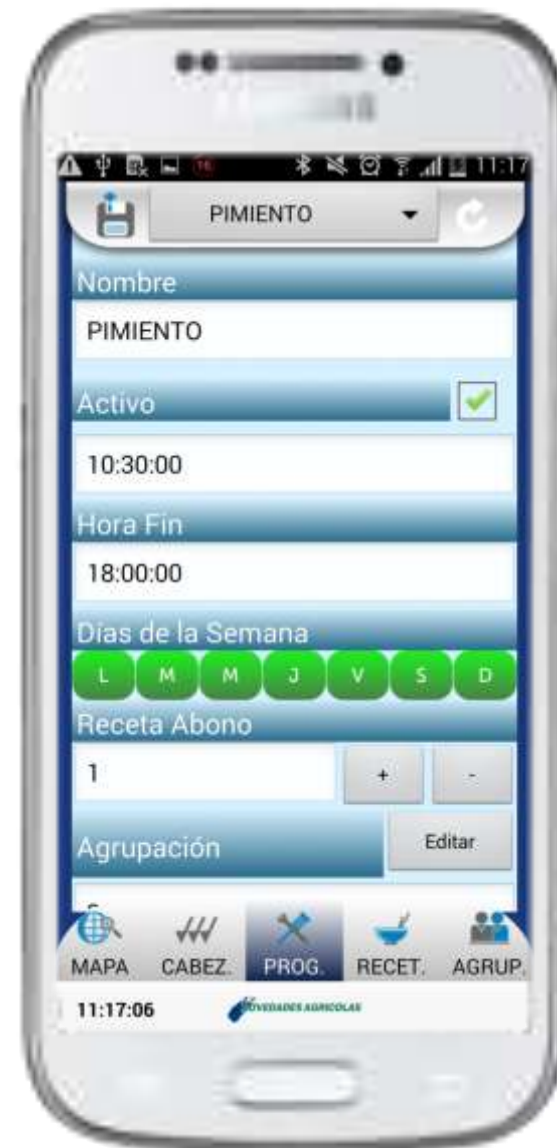 11:17
PIMIENTO
Nombre
PIMIENTO
Activo
10:30:00
Hora Fin
18:00:00
Días de la Semana
L M M J V S D
Receta Abono
1 + -
Agrupación Editar
MAPA CABEZ. PROG. RECET. AGRUP.
11:17:06 NOVEDADES AGRICOLAS